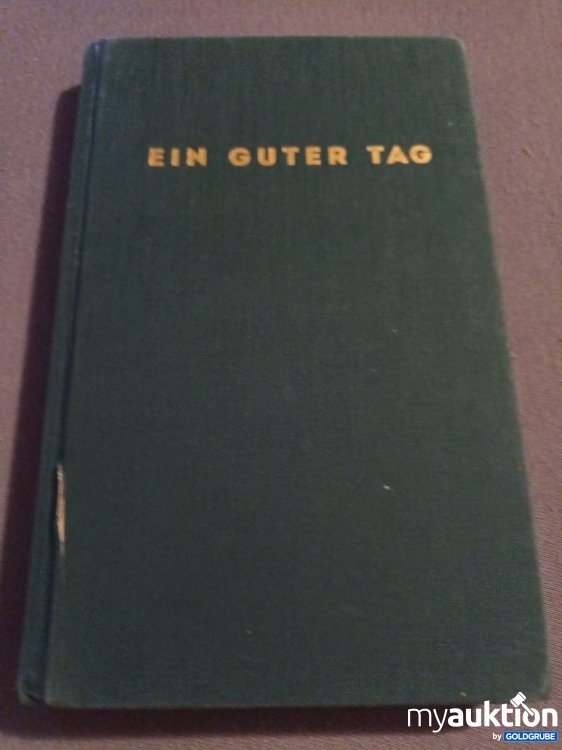 EIN GUTER TAG
myauktion
by GOLDGRUBE